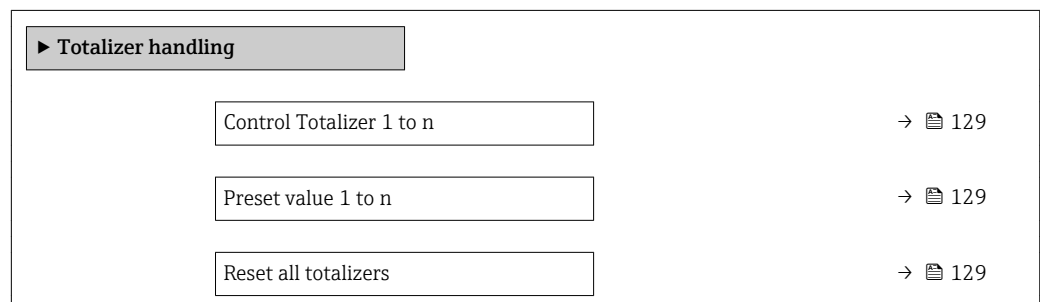 ▶ Totalizer handling
Control Totalizer 1 to n → 129
Preset value 1 to n → 129
Reset all totalizers → 129